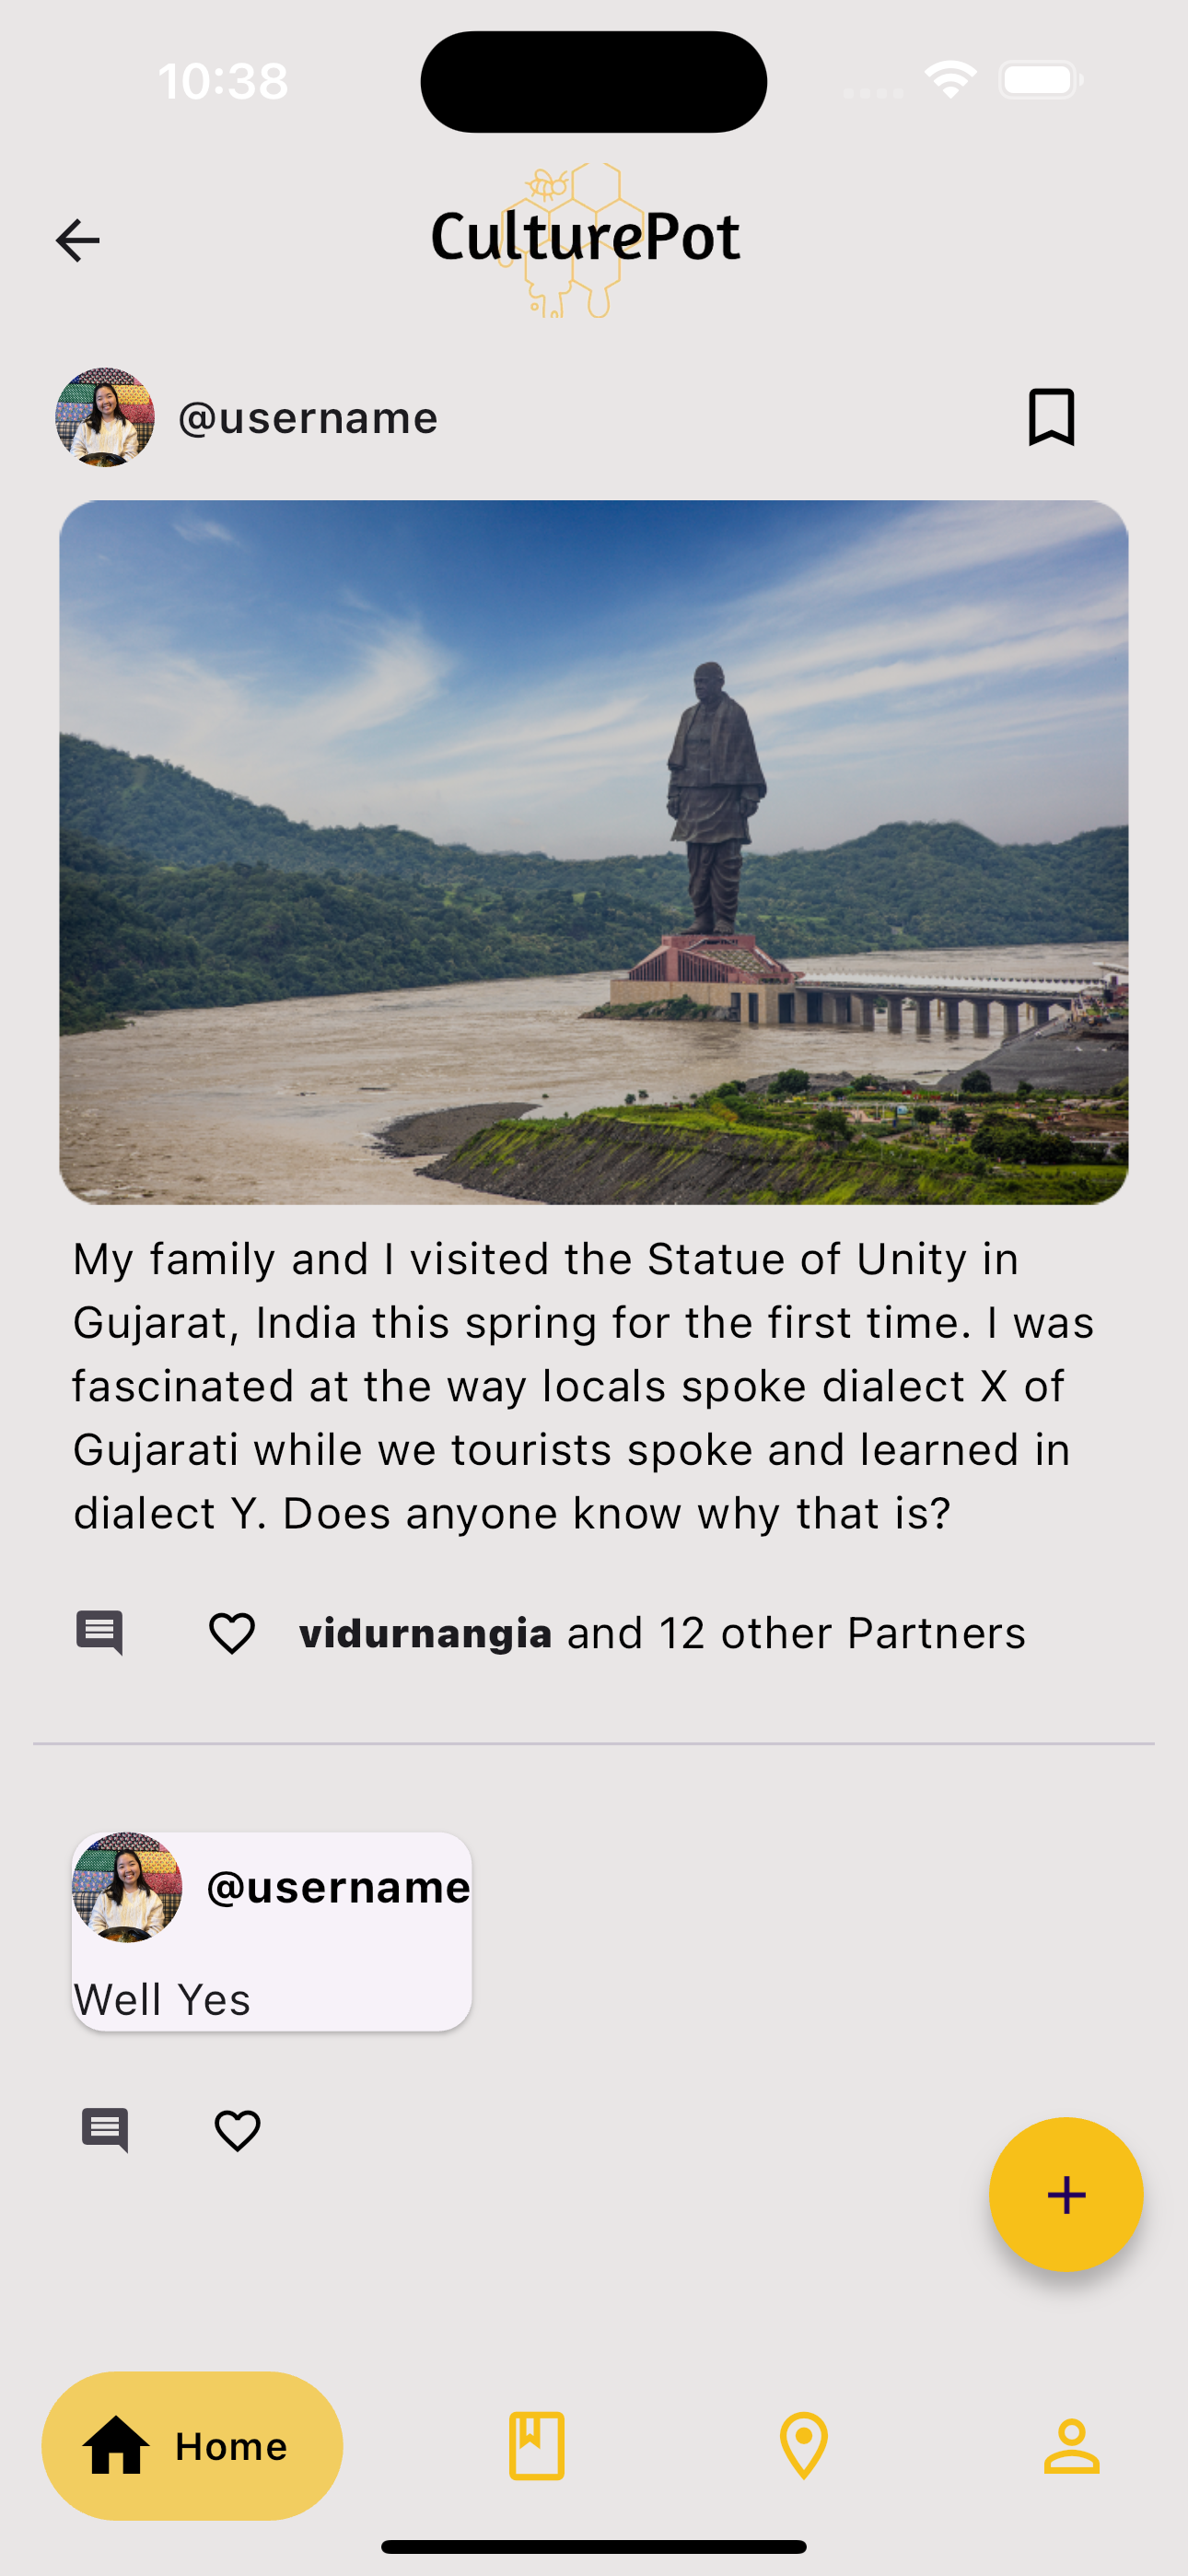 10:38
CulturePot
@username
My family and I visited the Statue of Unity in
Gujarat, India this spring for the first time. I was
fascinated at the way locals spoke dialect X of
Gujarati while we tourists spoke and learned in
dialect Y. Does anyone know why that is?
vidurnangia and 12 other Partners
@username
Well Yes
Home